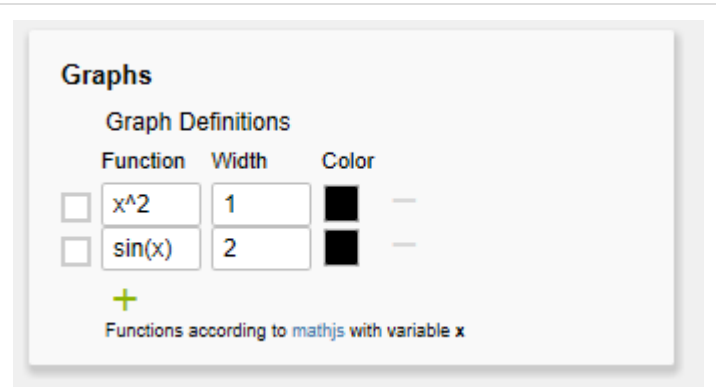 Graphs
Graph Definitions
Function Width Color
x^2 1
sin(x) 2
Functions according to mathjs with variable x